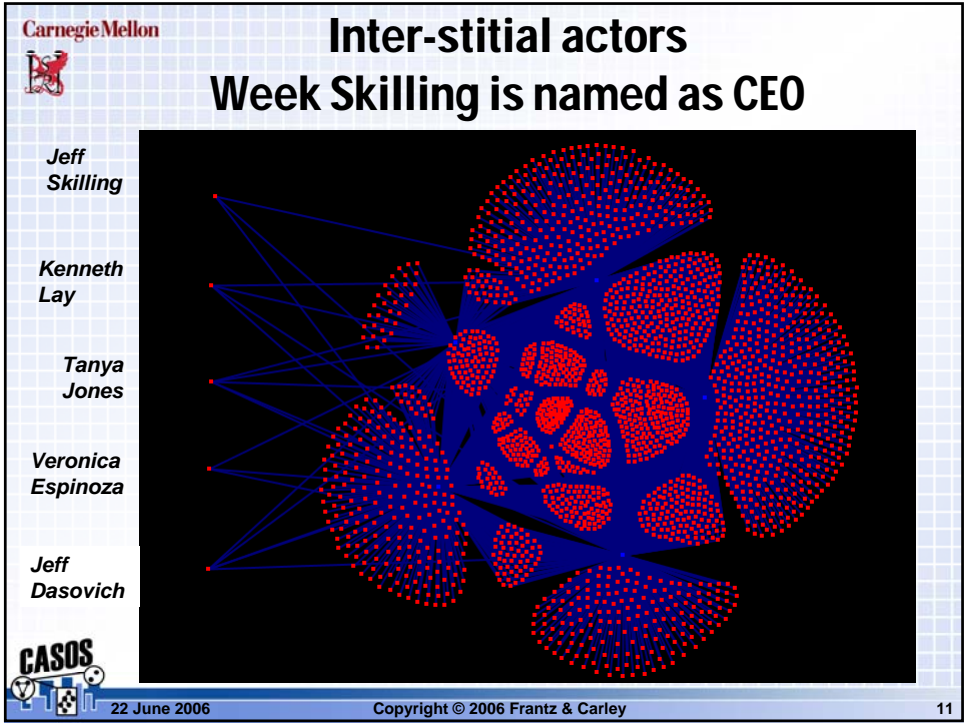 Carnegie Mellon
Inter-stitial actors
Week Skilling is named as CEO
Jeff
Skilling
Kenneth
Lay
Tanya
Jones
Veronica
Espinoza
Jeff
Dasovich
CASOS
22 June 2006
Copyright © 2006 Frantz & Carley
11